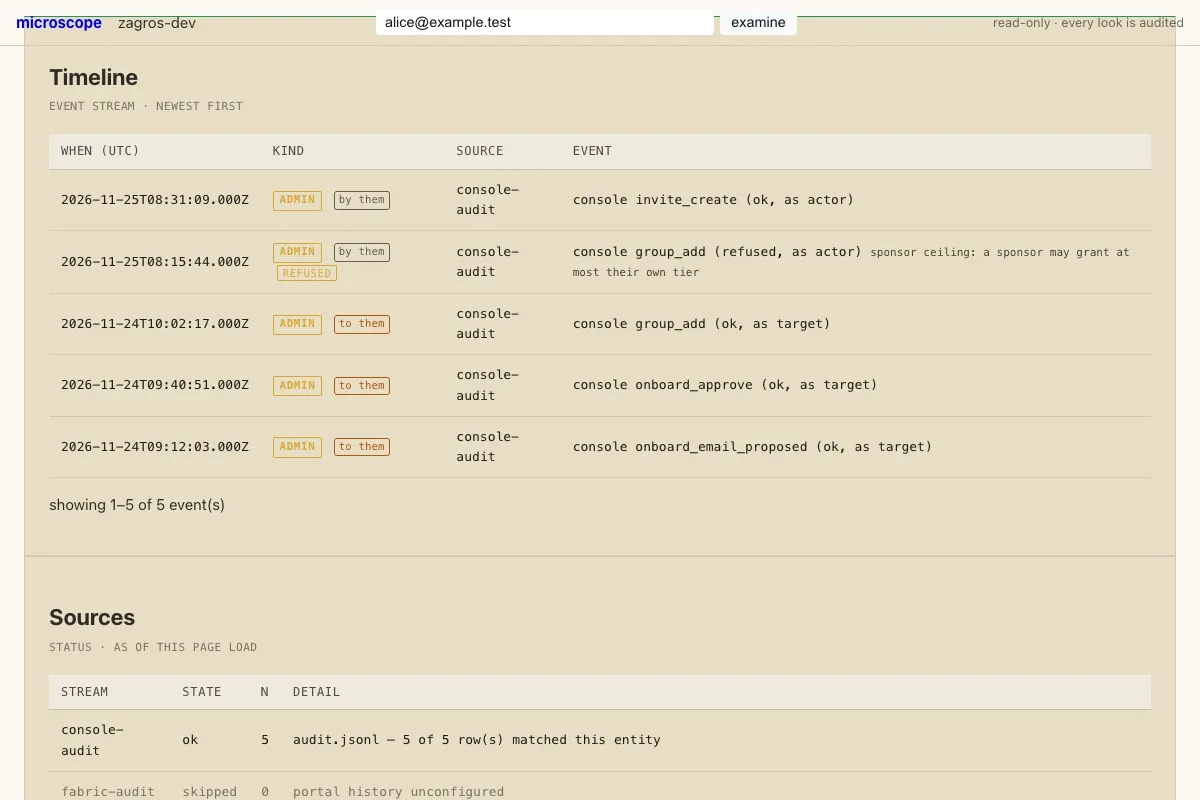 microscope zagros-dev alice@example.test examine read-only · every look is audited
Timeline
EVENT STREAM · NEWEST FIRST
WHEN (UTC) KIND SOURCE EVENT
2026-11-25T08:31:09.000Z ADMIN by them console-audit console invite_create (ok, as actor)
2026-11-25T08:15:44.000Z ADMIN by them REFUSED console-audit console group_add (refused, as actor) sponsor ceiling: a sponsor may grant at most their own tier
2026-11-24T10:02:17.000Z ADMIN to them console-audit console group_add (ok, as target)
2026-11-24T09:40:51.000Z ADMIN to them console-audit console onboard_approve (ok, as target)
2026-11-24T09:12:03.000Z ADMIN to them console-audit console onboard_email_proposed (ok, as target)
showing 1–5 of 5 event(s)
Sources
STATUS · AS OF THIS PAGE LOAD
STREAM STATE N DETAIL
console-audit ok 5 audit.jsonl — 5 of 5 row(s) matched this entity
fabric-audit skipped 0 portal history unconfigured